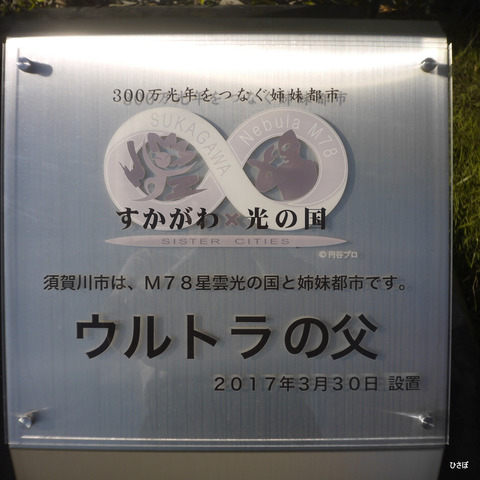 300万光年をつなぐ姉妹都市
SUKAGAWA Nebula M78
すかがわ×光の国
SISTER CITIES
©円谷プロ
須賀川市は、M78星雲光の国と姉妹都市です。
ウルトラの父
2017年3月30日 設置
ひさぽ